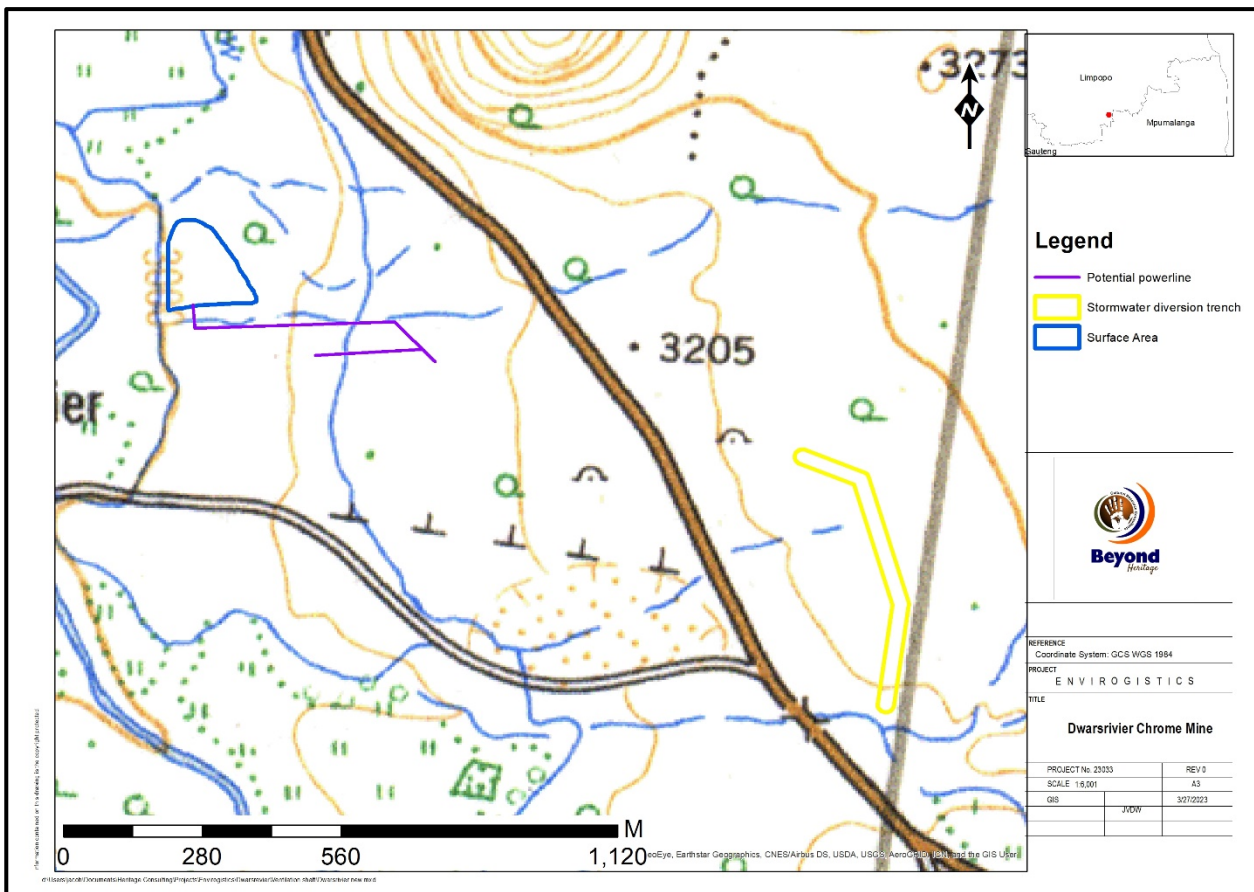 3273
N
3205
ier
0
280
560
1,120
M
eoEye, Earthstar Geographics, CNES/Airbus DS, USDA, USGS, AeroGRID, IGN, and the GIS User
Limpopo
Mpumalanga
Gauteng
Legend
Potential powerline
Stormwater diversion trench
Surface Area
Beyond
Heritage
REFERENCE
Coordinate System: GCS WGS 1984
PROJECT
ENVIROGISTICS
TITLE
Dwarsrivier Chrome Mine
PROJECT No. 23033
REV 0
SCALE 1:6,001
A3
GIS
JVDW
3/27/2023